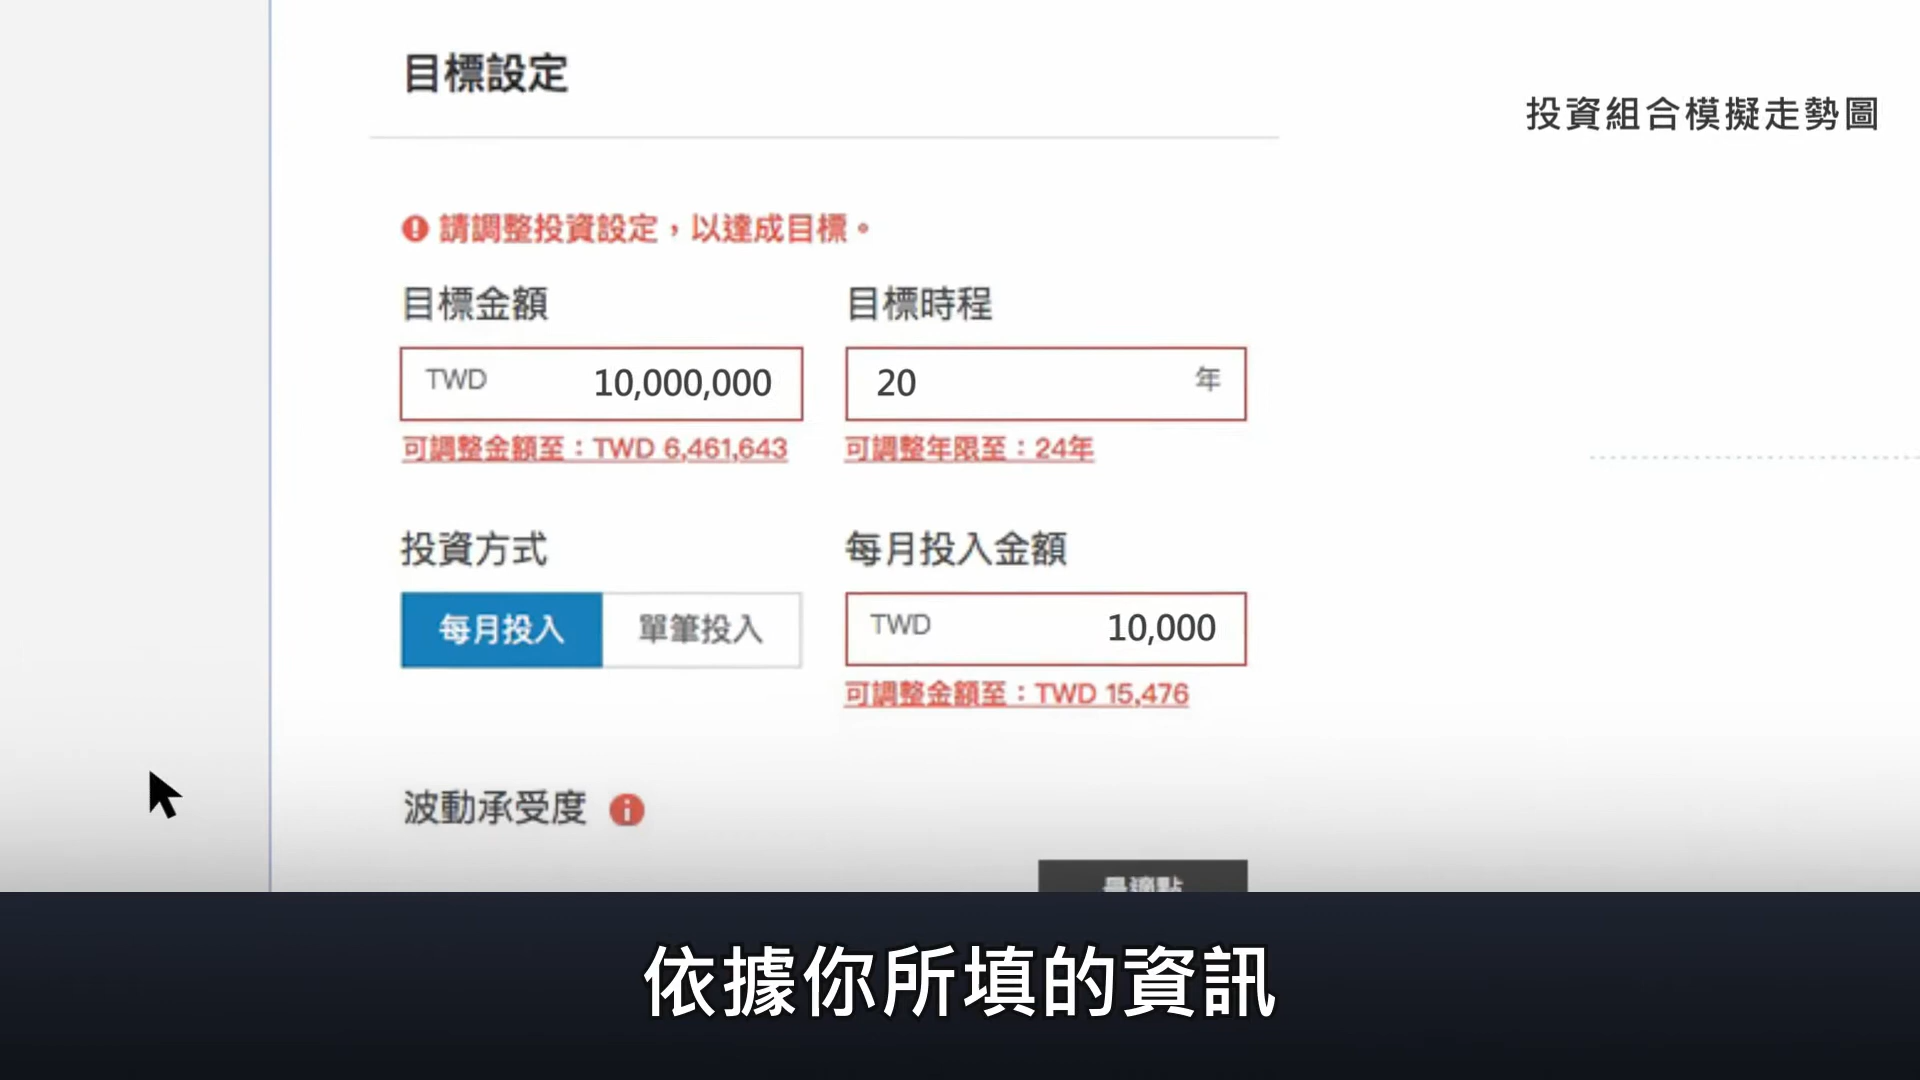 目標設定
投資組合模擬走勢圖
請調整投資設定，以達成目標。
目標金額 目標時程
TWD 10,000,000 20 年
可調整金額至：TWD 6,461,643 可調整年限至：24年
投資方式 每月投入金額
每月投入 單筆投入 TWD 10,000
可調整金額至：TWD 15,476
波動承受度
依據你所填的資訊